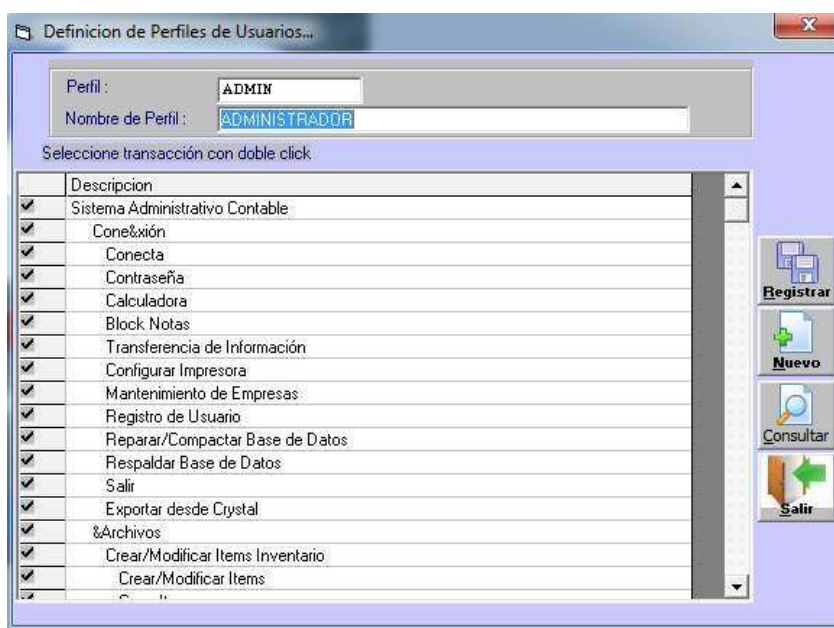 Definicion de Perfiles de Usuarios...
Perfil :
ADMIN
Nombre de Perfil :
ADMINISTRADOR
Seleccione transacción con doble click
Descripcion
Sistema Administrativo Contable
Cone&xión
Conecta
Contraseña
Calculadora
Block Notas
Transferencia de Información
Configurar Impresora
Mantenimiento de Empresas
Registro de Usuario
Reparar/Compactar Base de Datos
Respaldar Base de Datos
Salir
Exportar desde Crystal
&Archivos
Crear/Modificar Items Inventario
Crear/Modificar Items
Registrar
Nuevo
Consultar
Salir